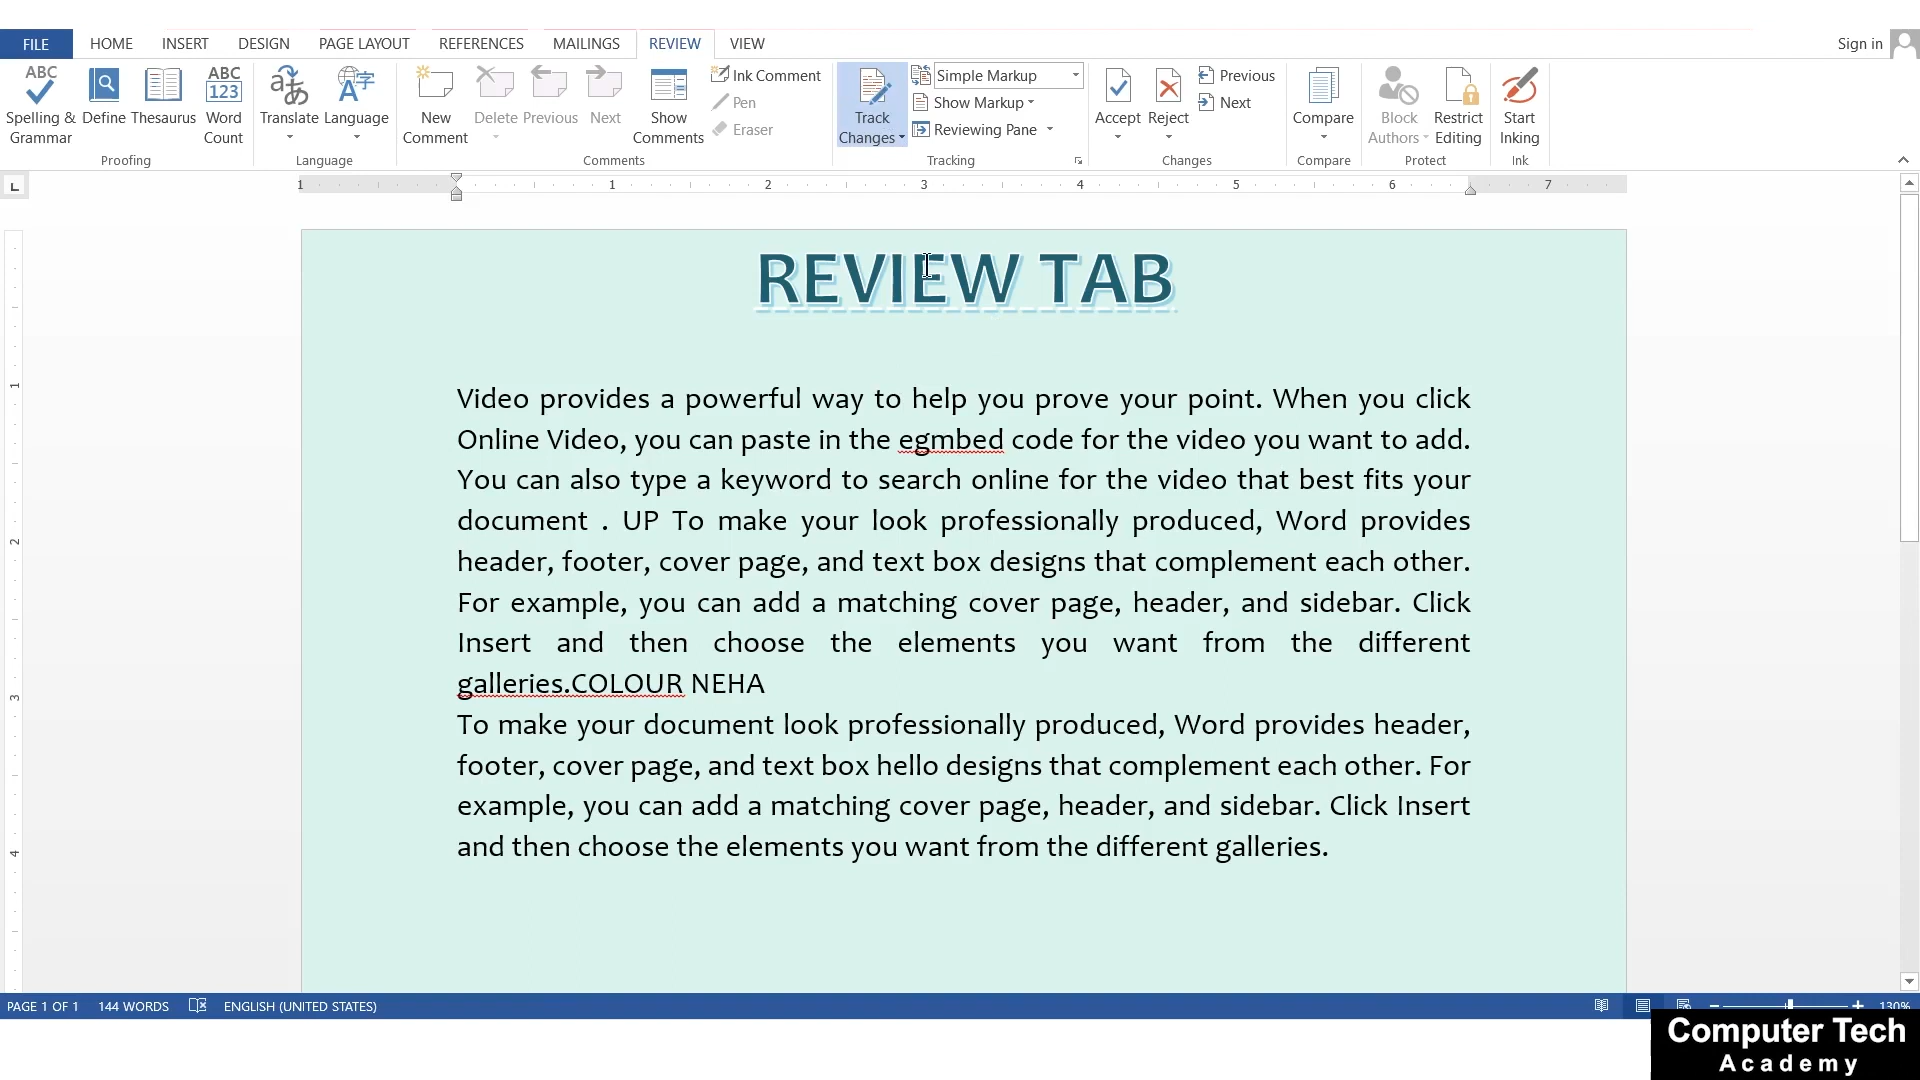 FILE HOME INSERT DESIGN PAGE LAYOUT REFERENCES MAILINGS REVIEW VIEW Sign in
ABC Spelling & Grammar
Define
Thesaurus
ABC 123 Word Count
Proofing
Translate
Language
Language
New Comment
Delete
Previous
Next
Show Comments
Ink Comment
Pen
Eraser
Comments
Track Changes
Simple Markup
Show Markup
Reviewing Pane
Tracking
Accept
Reject
Previous
Next
Changes
Compare
Compare
Block Authors
Restrict Editing
Protect
Start Inking
Ink
L 1 1 2 3 4 5 6 7
1
2
3
4
REVIEW TAB
Video provides a powerful way to help you prove your point. When you click
Online Video, you can paste in the egmbed code for the video you want to add.
You can also type a keyword to search online for the video that best fits your
document . UP To make your look professionally produced, Word provides
header, footer, cover page, and text box designs that complement each other.
For example, you can add a matching cover page, header, and sidebar. Click
Insert and then choose the elements you want from the different
galleries.COLOUR NEHA
To make your document look professionally produced, Word provides header,
footer, cover page, and text box hello designs that complement each other. For
example, you can add a matching cover page, header, and sidebar. Click Insert
and then choose the elements you want from the different galleries.
PAGE 1 OF 1 144 WORDS ENGLISH (UNITED STATES) 130%
Computer Tech
Academy